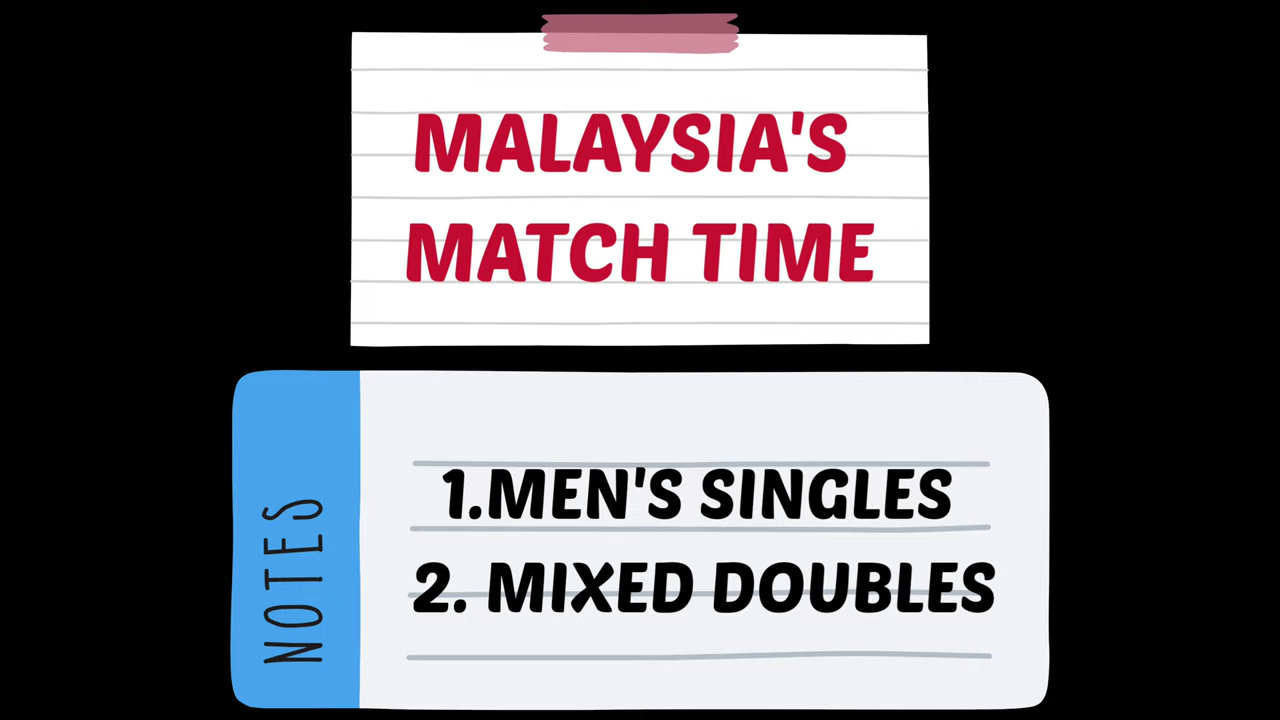 MALAYSIA'S
MATCH TIME
NOTES
1.MEN'S SINGLES
2. MIXED DOUBLES